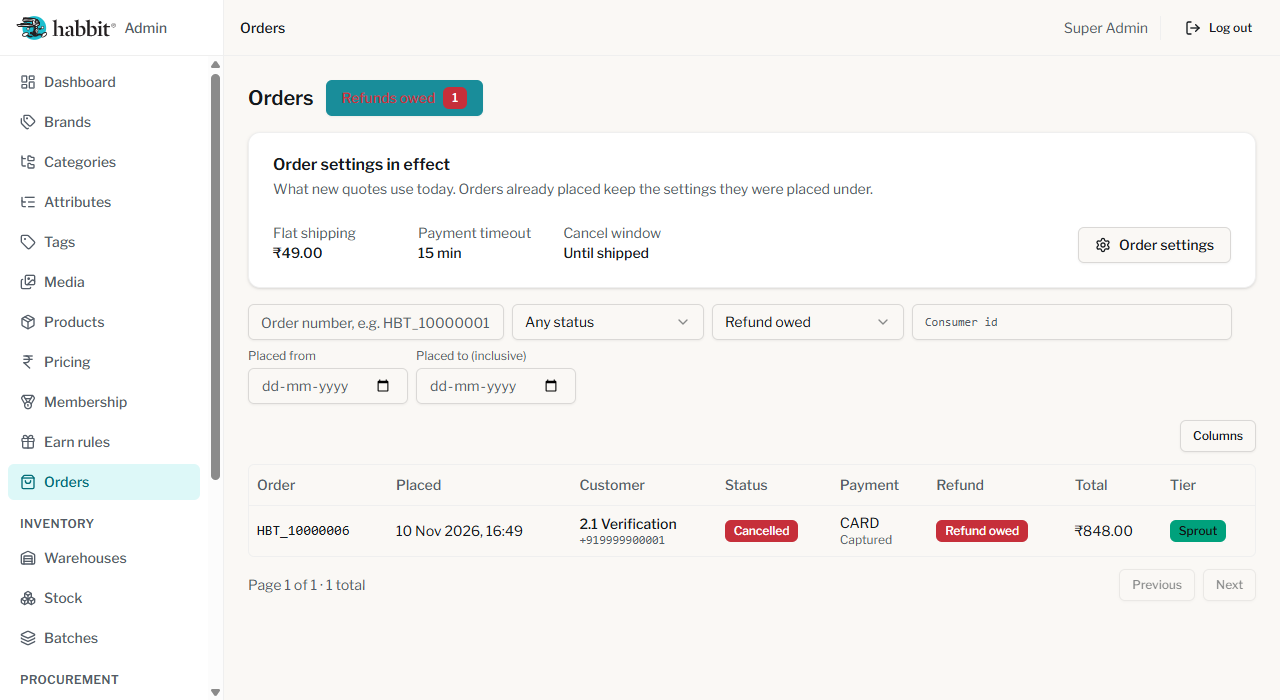 habbit® Admin
Orders
Super Admin
Log out
Dashboard
Brands
Categories
Attributes
Tags
Media
Products
Pricing
Membership
Earn rules
Orders
INVENTORY
Warehouses
Stock
Batches
PROCUREMENT
Orders
Refunds owed 1
Order settings in effect
What new quotes use today. Orders already placed keep the settings they were placed under.
Flat shipping Payment timeout Cancel window
₹49.00 15 min Until shipped
Order settings
Order number, e.g. HBT_10000001 Any status Refund owed Consumer id
Placed from Placed to (inclusive)
dd-mm-yyyy dd-mm-yyyy
Columns
Order Placed Customer Status Payment Refund Total Tier
HBT_10000006 10 Nov 2026, 16:49 2.1 Verification Cancelled CARD Refund owed ₹848.00 Sprout
+919999900001 Captured
Page 1 of 1 · 1 total
Previous Next